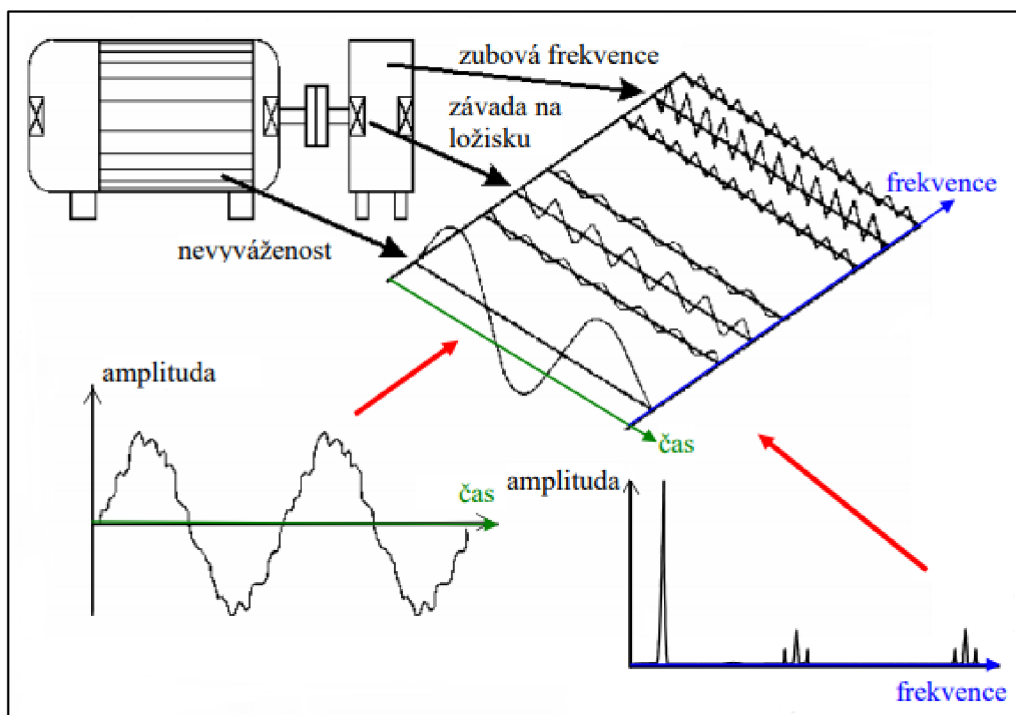 zubová frekvence
závada na
ložisku
frekvence
nevyváženost
amplituda
čas
čas
amplituda
frekvence